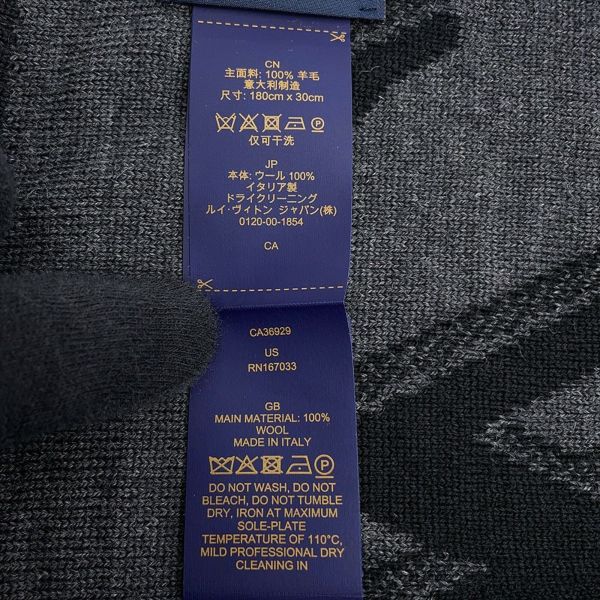 CN
主面料: 100% 羊毛
意大利制造
尺寸: 180cm x 30cm
仅可干洗
JP
本体: ウール 100%
イタリア製
ドライクリーニング
ルイ・ヴィトン ジャパン(株)
0120-00-1854
CA
CA36929
US
RN167033
GB
MAIN MATERIAL: 100%
WOOL
MADE IN ITALY
DO NOT WASH, DO NOT
BLEACH, DO NOT TUMBLE
DRY, IRON AT MAXIMUM
SOLE-PLATE
TEMPERATURE OF 110°C,
MILD PROFESSIONAL DRY
CLEANING IN